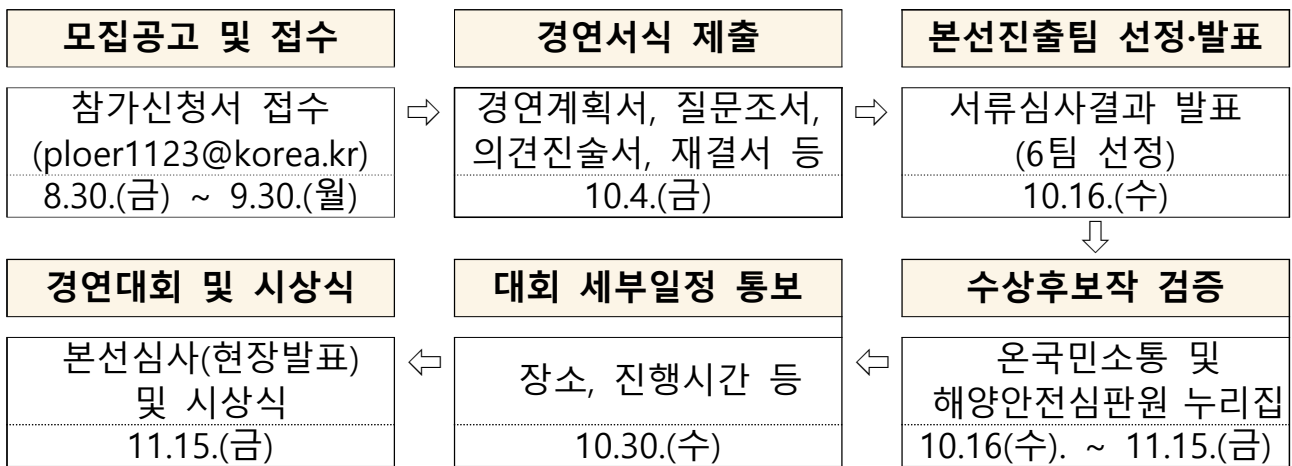 모집공고 및 접수
참가신청서 접수
(ploer1123@korea.kr)
8.30.(금) ~ 9.30.(월)
경연서식 제출
경연계획서, 질문조서,
의견진술서, 재결서 등
10.4.(금)
본선진출팀 선정·발표
서류심사결과 발표
(6팀 선정)
10.16.(수)
수상후보작 검증
온국민소통 및
해양안전심판원 누리집
10.16(수). ~ 11.15.(금)
대회 세부일정 통보
장소, 진행시간 등
10.30.(수)
경연대회 및 시상식
본선심사(현장발표)
및 시상식
11.15.(금)